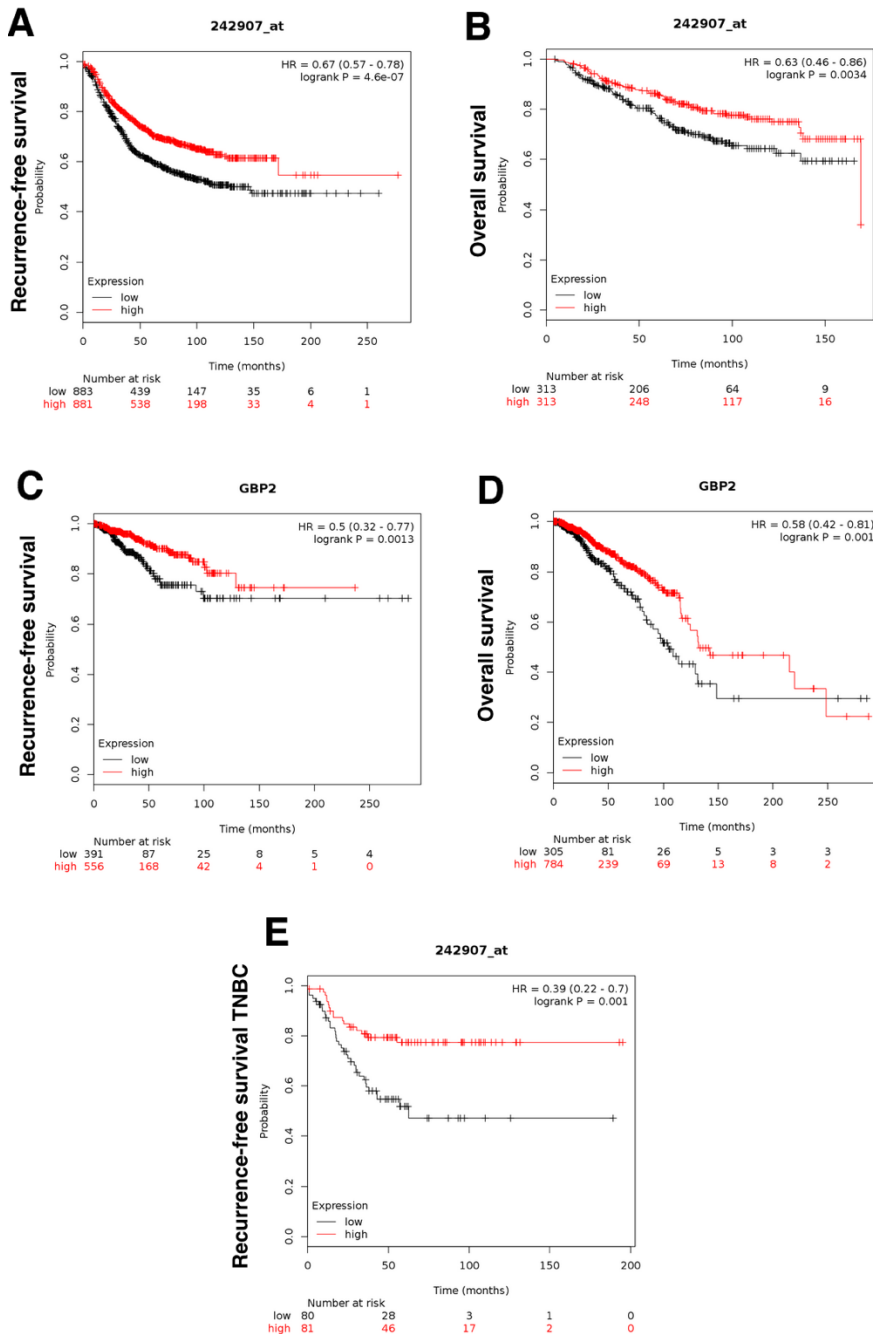 A
242907_at
HR = 0.67 (0.57 - 0.78)
logrank P = 4.6e-07
Recurrence-free survival
Probability
1.0
0.8
0.6
0.4
0.2
0.0
Expression
low
high
0 50 100 150 200 250
Time (months)
Number at risk
low 883 439 147 35 6 1
high 881 538 198 33 4 1
B
242907_at
HR = 0.63 (0.46 - 0.86)
logrank P = 0.0034
Overall survival
Probability
1.0
0.8
0.6
0.4
0.2
0.0
Expression
low
high
0 50 100 150
Time (months)
Number at risk
low 313 206 64 9
high 313 248 117 16
C
GBP2
HR = 0.5 (0.32 - 0.77)
logrank P = 0.0013
Recurrence-free survival
Probability
1.0
0.8
0.6
0.4
0.2
0.0
Expression
low
high
0 50 100 150 200 250
Time (months)
Number at risk
low 391 87 25 8 5 4
high 556 168 42 4 1 0
D
GBP2
HR = 0.58 (0.42 - 0.81)
logrank P = 0.001
Overall survival
Probability
1.0
0.8
0.6
0.4
0.2
0.0
Expression
low
high
0 50 100 150 200 250
Time (months)
Number at risk
low 305 81 26 5 3 3
high 784 239 69 13 8 2
E
242907_at
HR = 0.39 (0.22 - 0.7)
logrank P = 0.001
Recurrence-free survival TNBC
Probability
1.0
0.8
0.6
0.4
0.2
0.0
Expression
low
high
0 50 100 150 200
Time (months)
Number at risk
low 80 28 3 1 0
high 81 46 17 2 0